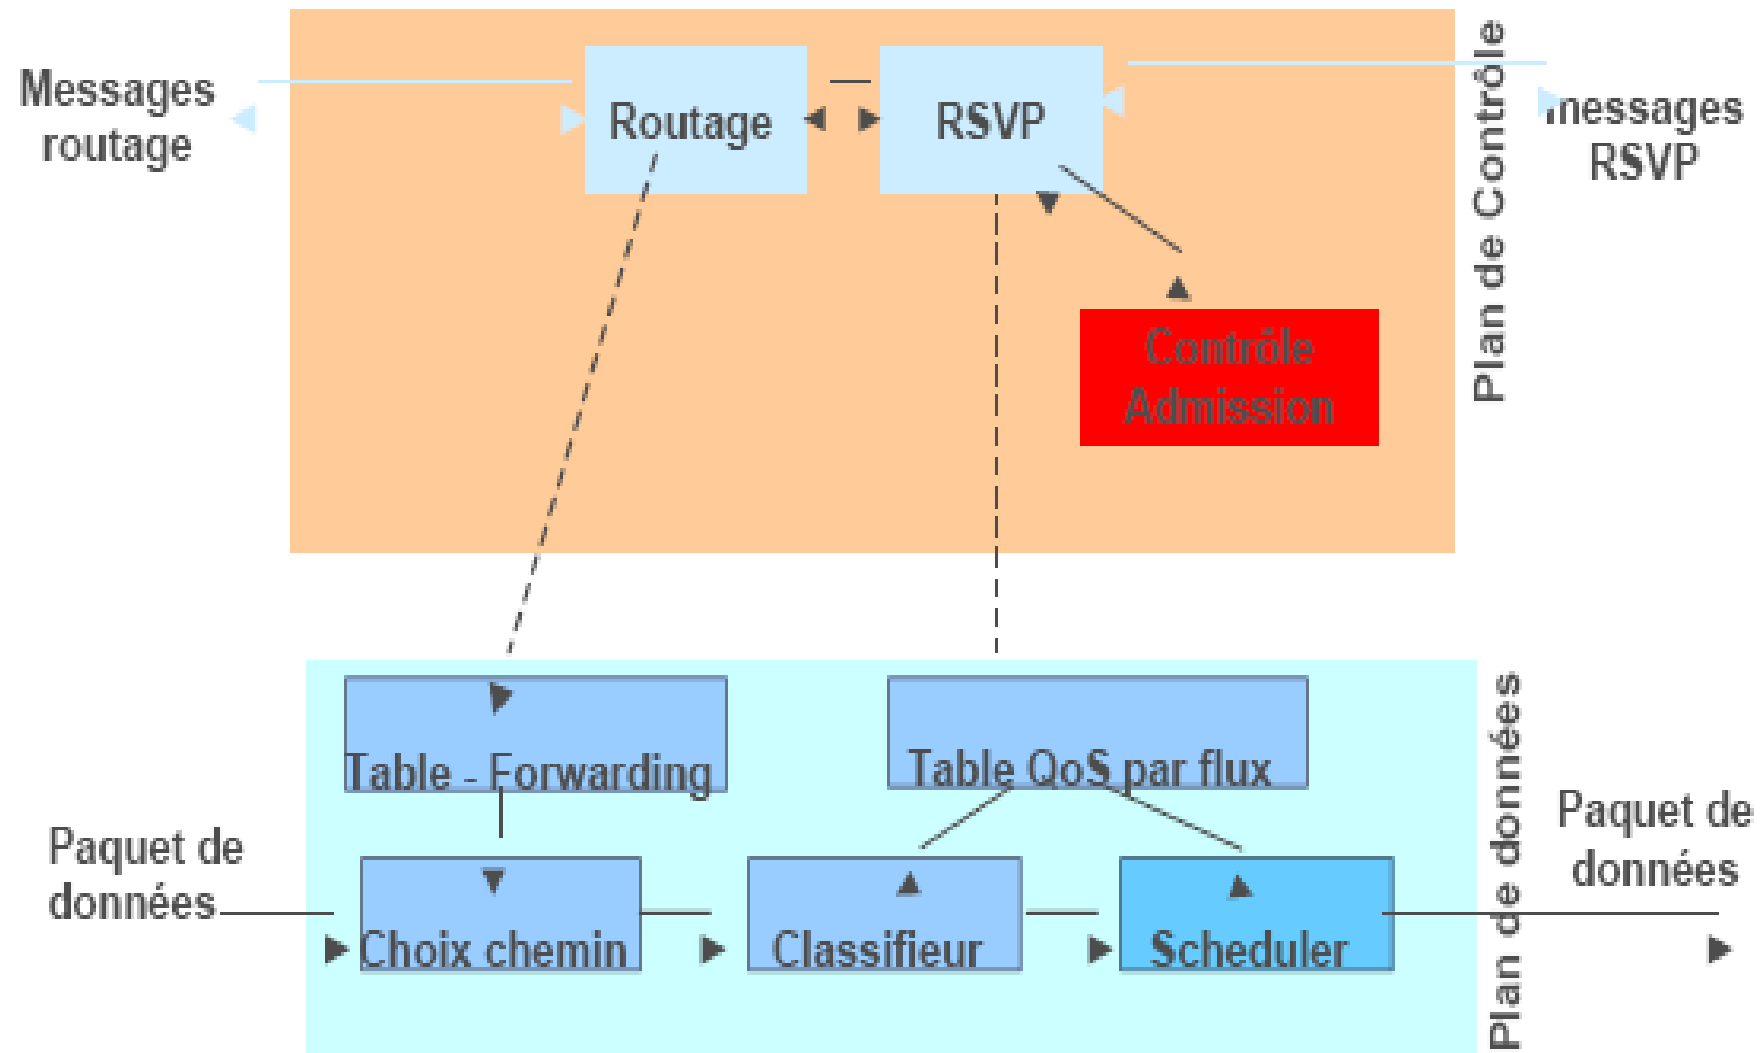 Messages
routage
Routage
RSVP
messages
RSVP
Plan de Contrôle
Contrôle
Admission
Table - Forwarding
Table QoS par flux
Paquet de
données
Choix chemin
Classifieur
Scheduler
Plan de données
Paquet de
données